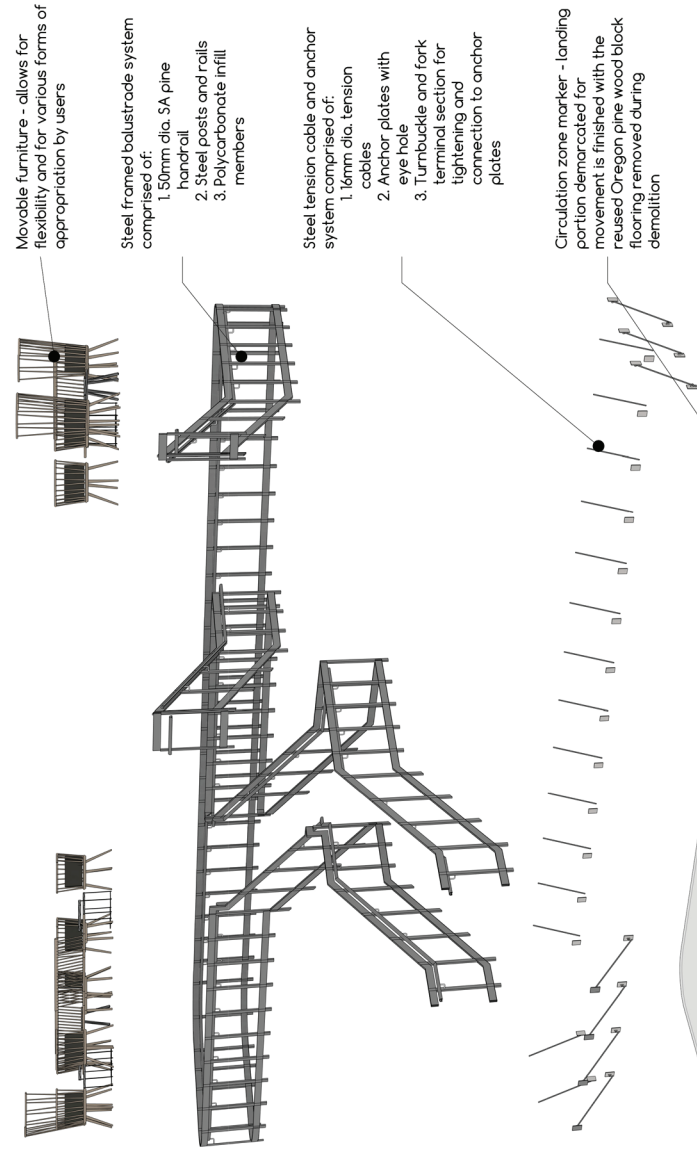 Movable furniture - allows for
flexibility and for various forms of
appropriation by users
Steel framed balustrade system
comprised of:
1. 50mm dia. SA pine
handrail
2. Steel posts and rails
3. Polycarbonate infill
members
Steel tension cable and anchor
system comprised of:
1. 16mm dia. tension
cables
2. Anchor plates with
eye hole
3. Turnbuckle and fork
terminal section for
tightening and
connection to anchor
plates
Circulation zone marker - landing
portion demarcated for
movement is finished with the
reused Oregon pine wood block
flooring removed during
demolition